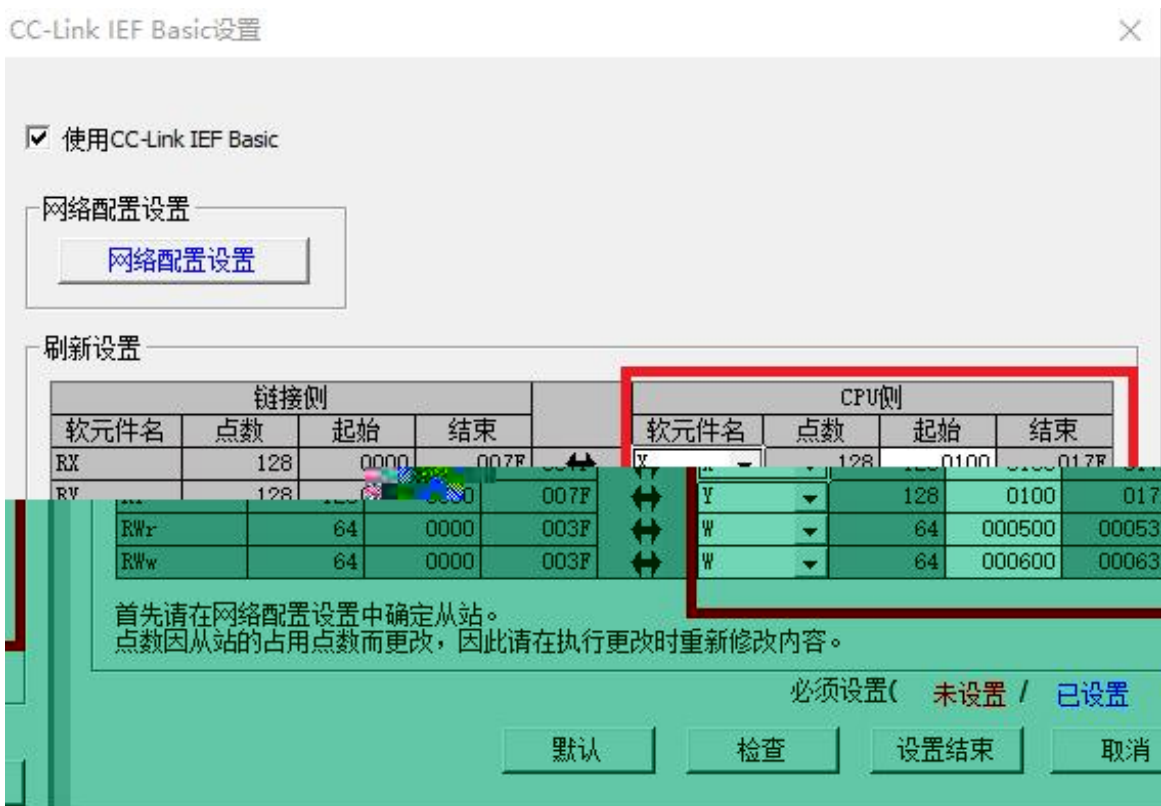 CC-Link IEF Basic设置
使用CC-Link IEF Basic
网络配置设置
网络配置设置
刷新设置
链接侧 CPU侧
软元件名 点数 起始 结束 软元件名 点数 起始 结束
RX 128 0000 007F X 128 0100 017F
RY 128 007F Y 128 0100 017
RWr 64 0000 003F W 64 000500 00053
RWw 64 0000 003F W 64 000600 00063
首先请在网络配置设置中确定从站。
点数因从站的占用点数而更改，因此请在执行更改时重新修改内容。
必须设置( 未设置 / 已设置
默认 检查 设置结束 取消